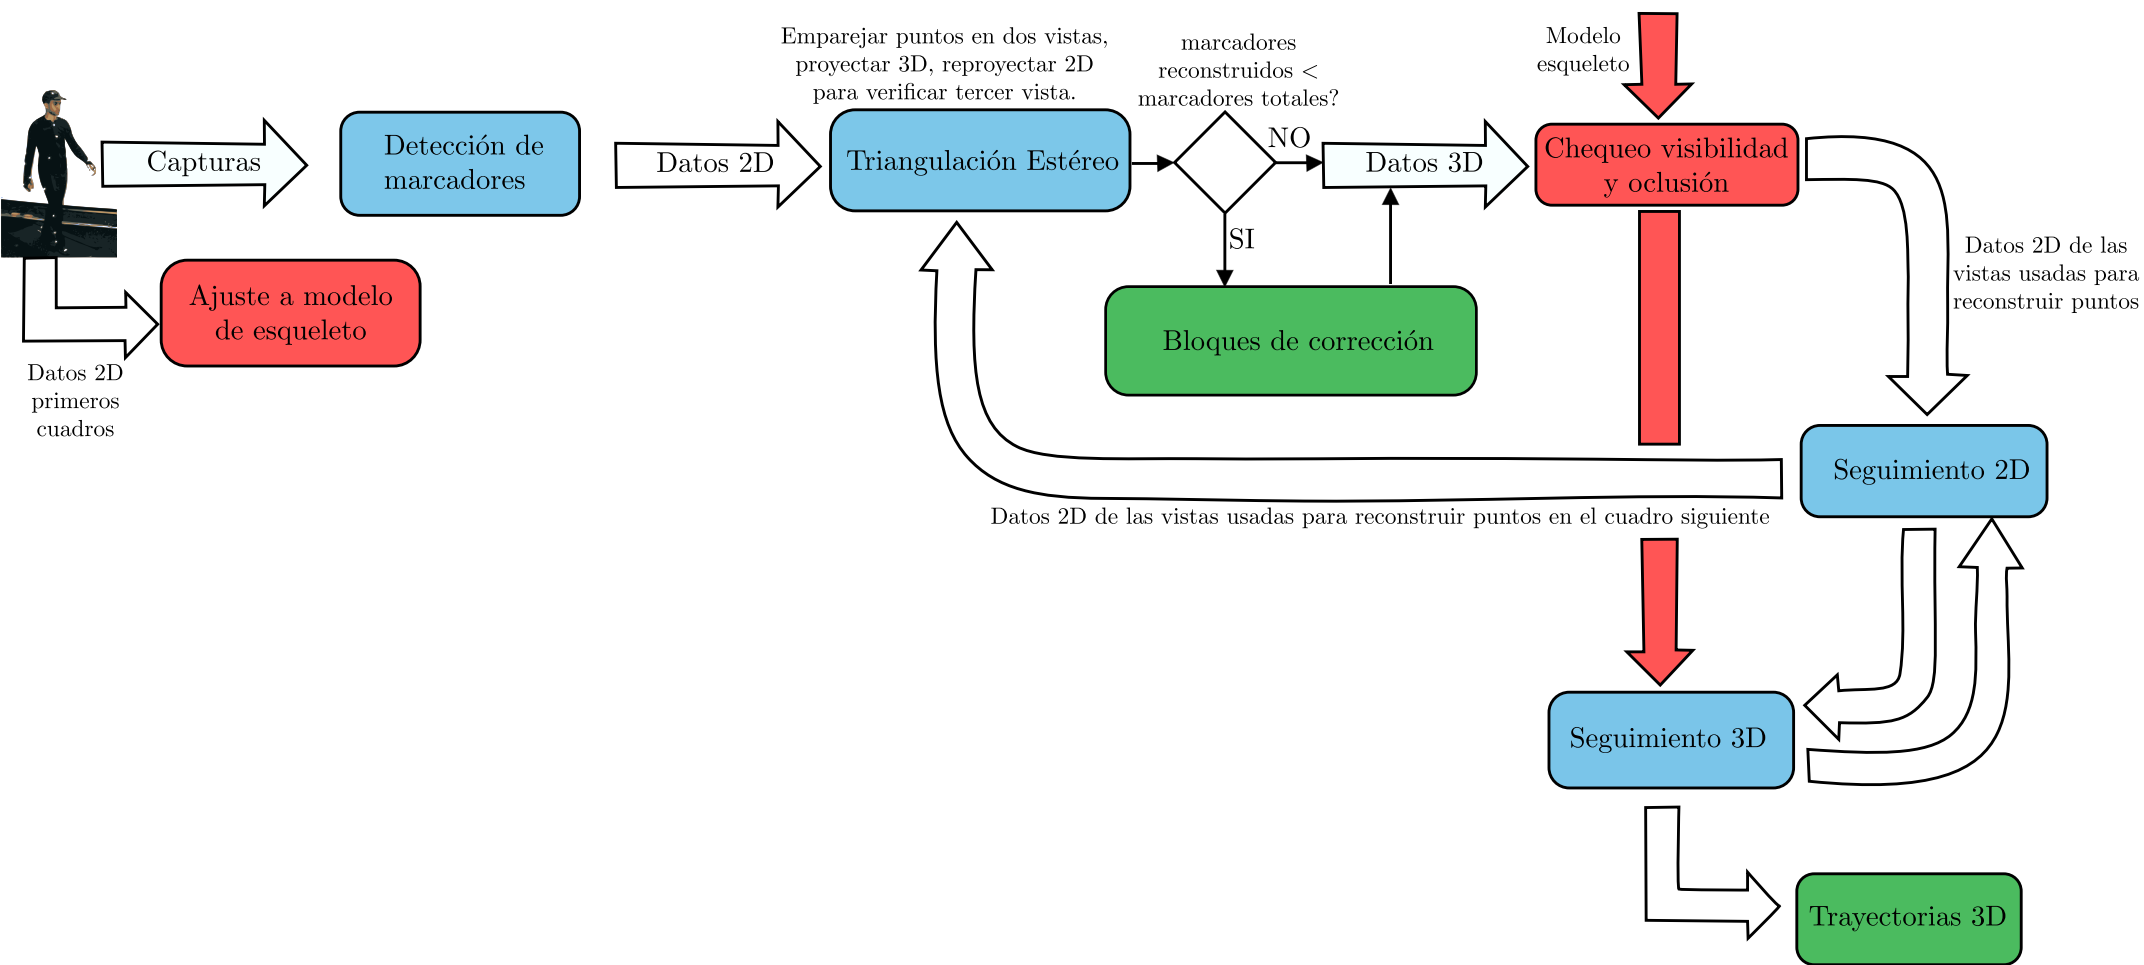 Emparejar puntos en dos vistas,
proyectar 3D, reproyectar 2D
para verificar tercer vista.
marcadores
reconstruidos <
marcadores totales?
Modelo
esqueleto
Capturas
Detección de
marcadores
Datos 2D
Triangulación Estéreo
NO
SI
Datos 3D
Chequeo visibilidad
y oclusión
Datos 2D de las
vistas usadas para
reconstruir puntos
Ajuste a modelo
de esqueleto
Datos 2D
primeros
cuadros
Bloques de corrección
Seguimiento 2D
Datos 2D de las vistas usadas para reconstruir puntos en el cuadro siguiente
Seguimiento 3D
Trayectorias 3D